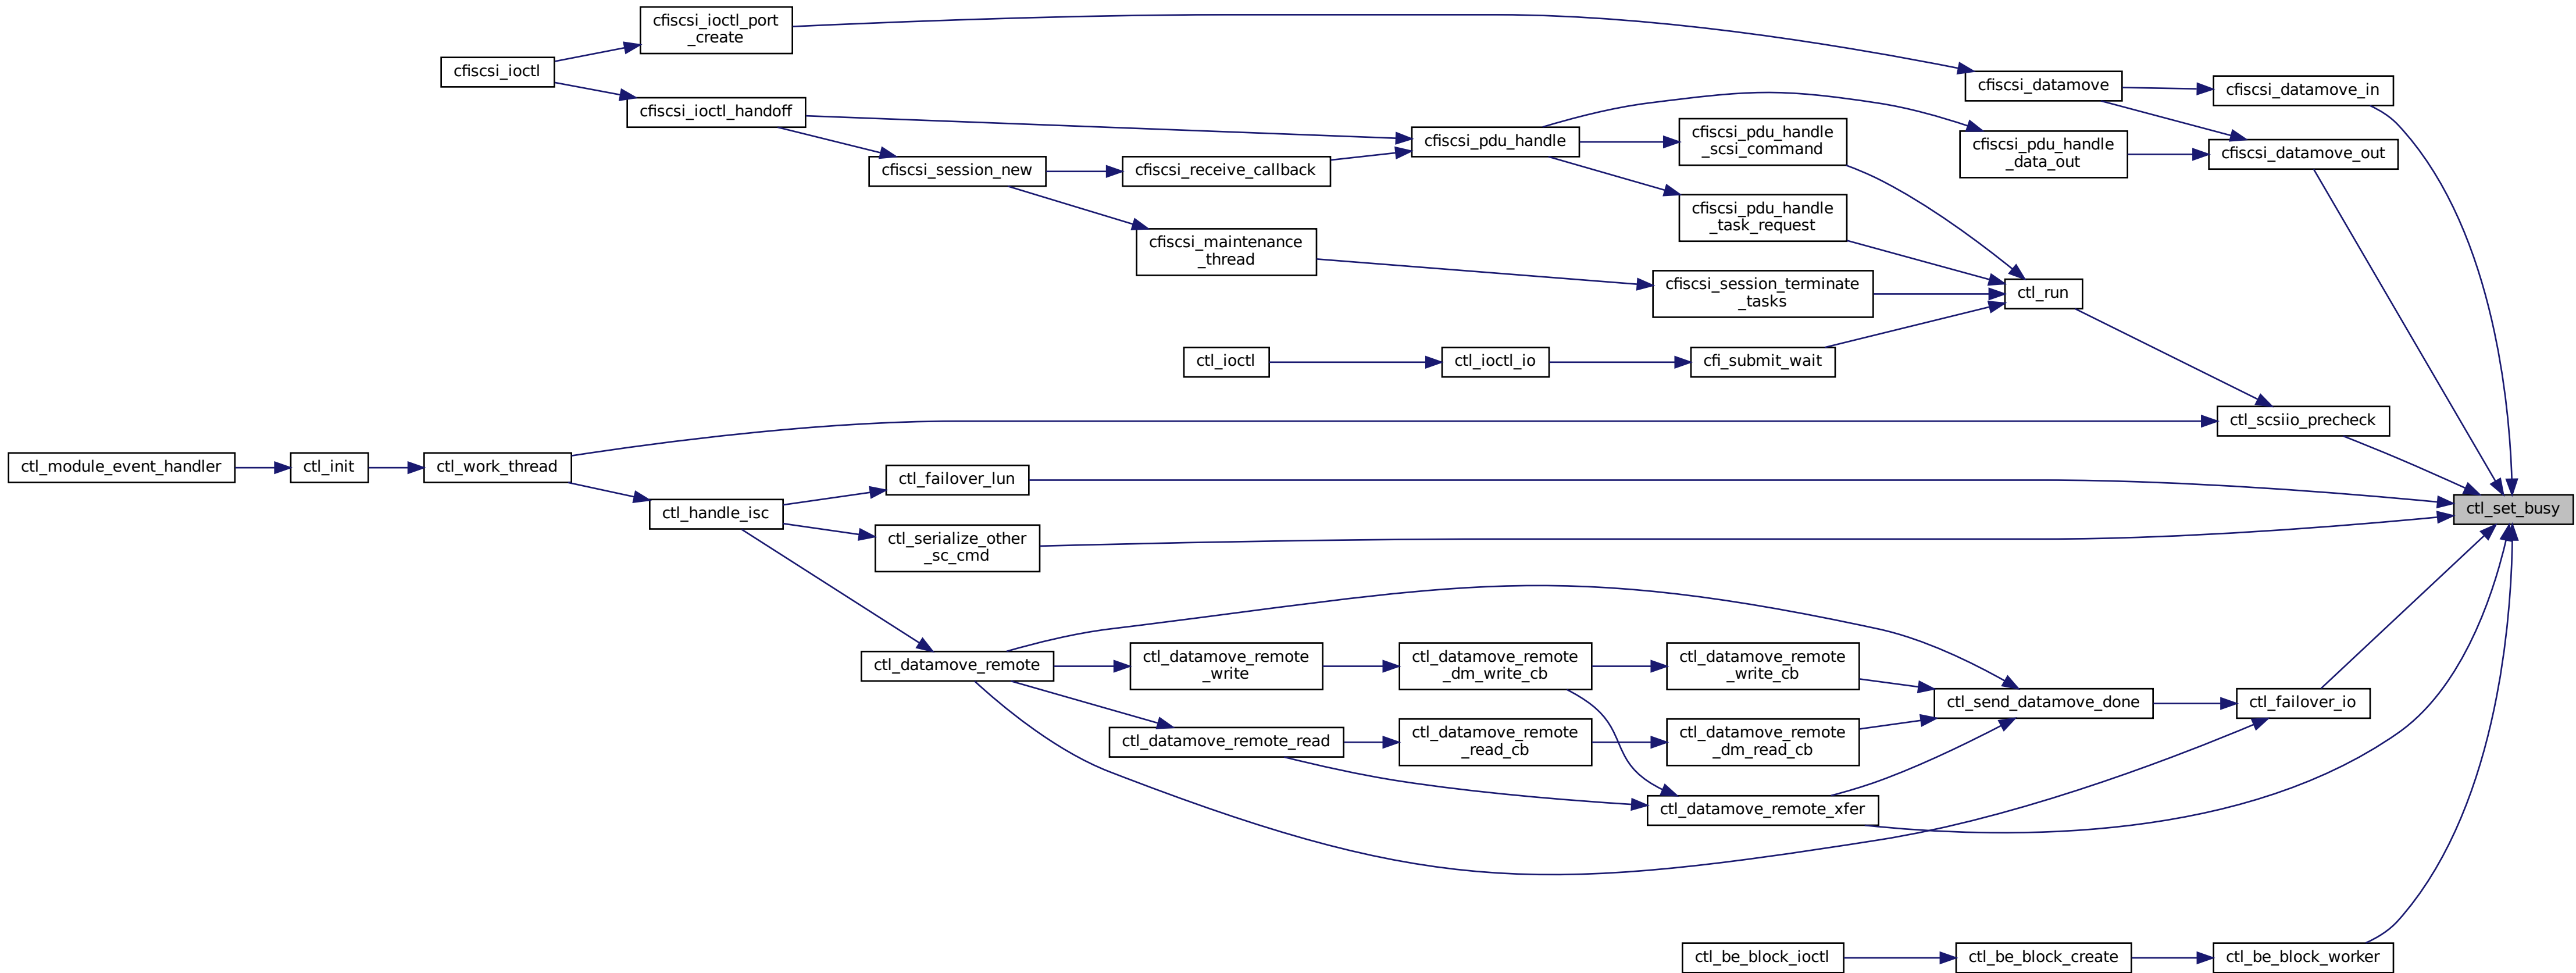 cfiscsi_ioctl_port
_create
cfiscsi_ioctl
cfiscsi_datamove
cfiscsi_datamove_in
cfiscsi_ioctl_handoff
cfiscsi_pdu_handle
cfiscsi_pdu_handle
_scsi_command
cfiscsi_pdu_handle
_data_out
cfiscsi_datamove_out
cfiscsi_session_new
cfiscsi_receive_callback
cfiscsi_pdu_handle
_task_request
cfiscsi_maintenance
_thread
cfiscsi_session_terminate
_tasks
ctl_run
ctl_ioctl
ctl_ioctl_io
cfi_submit_wait
ctl_scsiio_precheck
ctl_module_event_handler
ctl_init
ctl_work_thread
ctl_failover_lun
ctl_handle_isc
ctl_set_busy
ctl_serialize_other
_sc_cmd
ctl_datamove_remote
ctl_datamove_remote
_write
ctl_datamove_remote
_dm_write_cb
ctl_datamove_remote
_write_cb
ctl_send_datamove_done
ctl_failover_io
ctl_datamove_remote_read
ctl_datamove_remote
_read_cb
ctl_datamove_remote
_dm_read_cb
ctl_datamove_remote_xfer
ctl_be_block_ioctl
ctl_be_block_create
ctl_be_block_worker